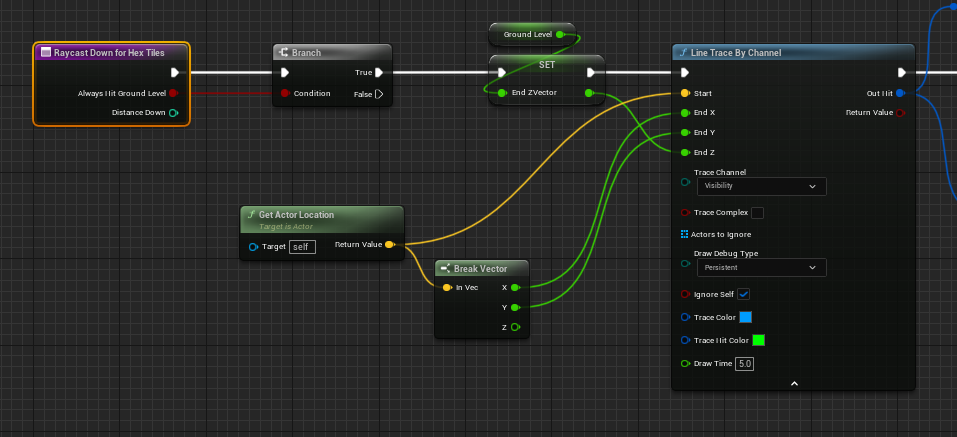 Raycast Down for Hex Tiles
Always Hit Ground Level
Distance Down
Branch
True
Condition
False
Ground Level
SET
End ZVector
Get Actor Location
Target is Actor
Target
self
Return Value
Break Vector
In Vec
X
Y
Z
Line Trace By Channel
Start
Out Hit
End X
Return Value
End Y
End Z
Trace Channel
Visibility
Trace Complex
Actors to Ignore
Draw Debug Type
Persistent
Ignore Self
Trace Color
Trace Hit Color
Draw Time
5.0